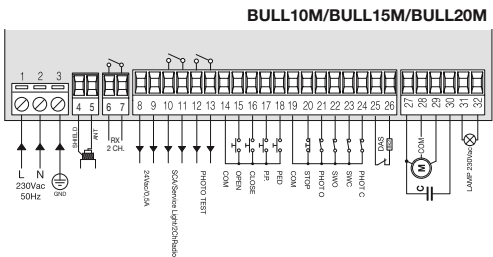 BULL10M/BULL15M/BULL20M
1 2 3 4 5 6 7 8 9 10 11 12 13 14 15 16 17 18 19 20 21 22 23 24 25 26 27 28 29 30 31 32
L N
230Vac
50Hz
GND
SHIELD
ANT
RX
2 CH.
24Vac/0,5A
SCA/Service Light/2ChRadio
PHOTO TEST
COM
OPEN
CLOSE
P.P.
PED
COM
STOP
PHOT O
SWO
SWC
PHOT C
DAS
COM
M
C
LAMP 230Vac